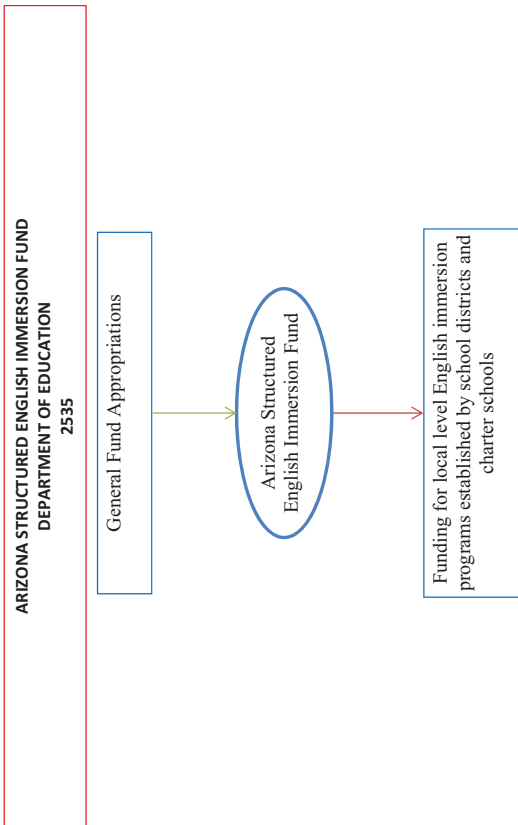 ARIZONA STRUCTURED ENGLISH IMMERSION FUND
DEPARTMENT OF EDUCATION
2535
General Fund Appropriations
Arizona Structured
English Immersion Fund
Funding for local level English immersion
programs established by school districts and
charter schools